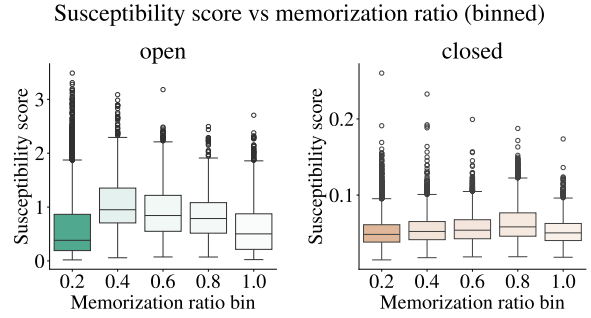 Susceptibility score vs memorization ratio (binned)
open
closed
Susceptibility score
3
2
1
0
0.2 0.4 0.6 0.8 1.0
Memorization ratio bin
Susceptibility score
0.2
0.1
0.2 0.4 0.6 0.8 1.0
Memorization ratio bin